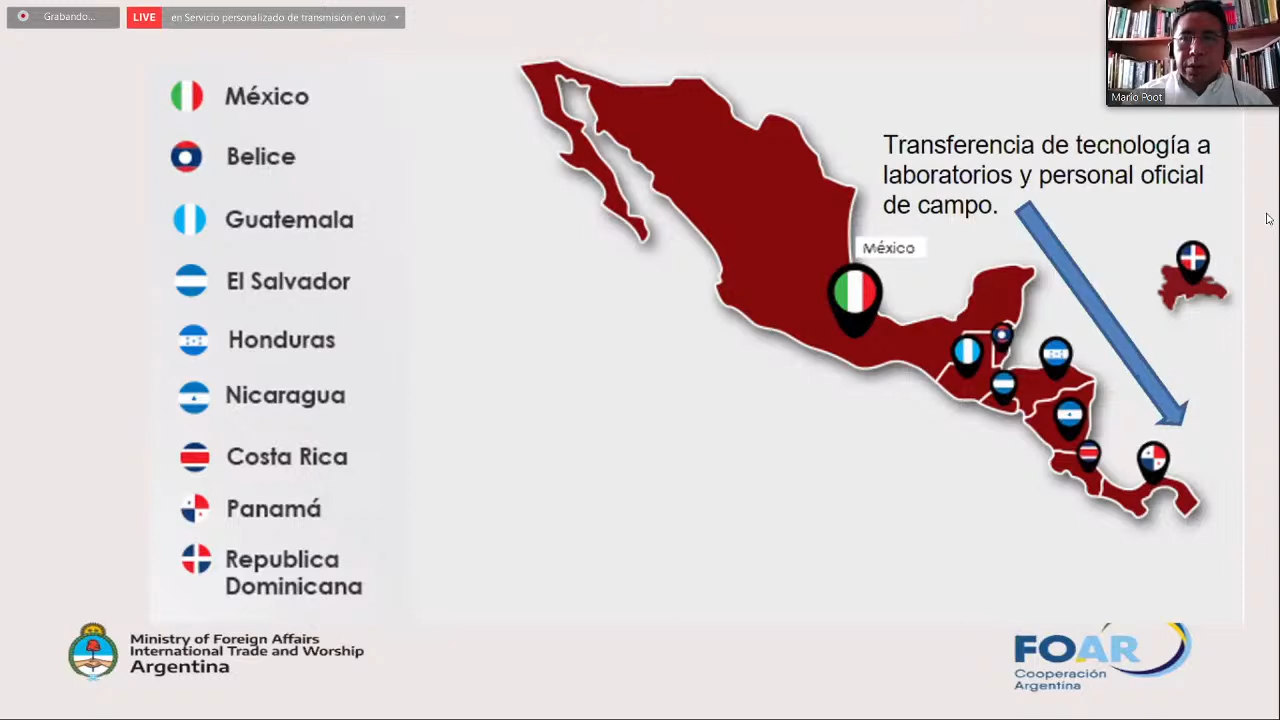 Grabando...
LIVE
en Servicio personalizado de transmisión en vivo
Mario Poot
México
Belice
Guatemala
El Salvador
Honduras
Nicaragua
Costa Rica
Panamá
Republica
Dominicana
Transferencia de tecnología a
laboratorios y personal oficial
de campo.
México
Ministry of Foreign Affairs
International Trade and Worship
Argentina
FOAR
Cooperación
Argentina